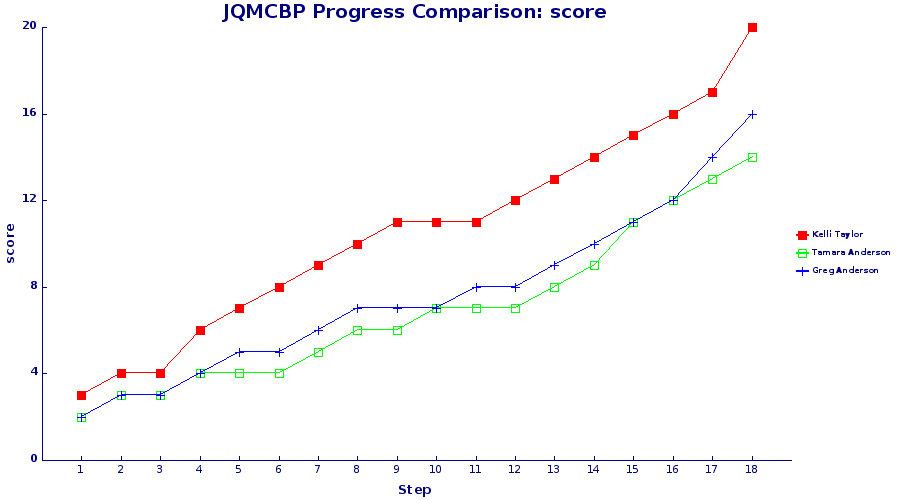 JQMCBP Progress Comparison: score
20
16
12
8
4
0
score
1 2 3 4 5 6 7 8 9 10 11 12 13 14 15 16 17 18
Step
Kelli Taylor
Tamara Anderson
Greg Anderson